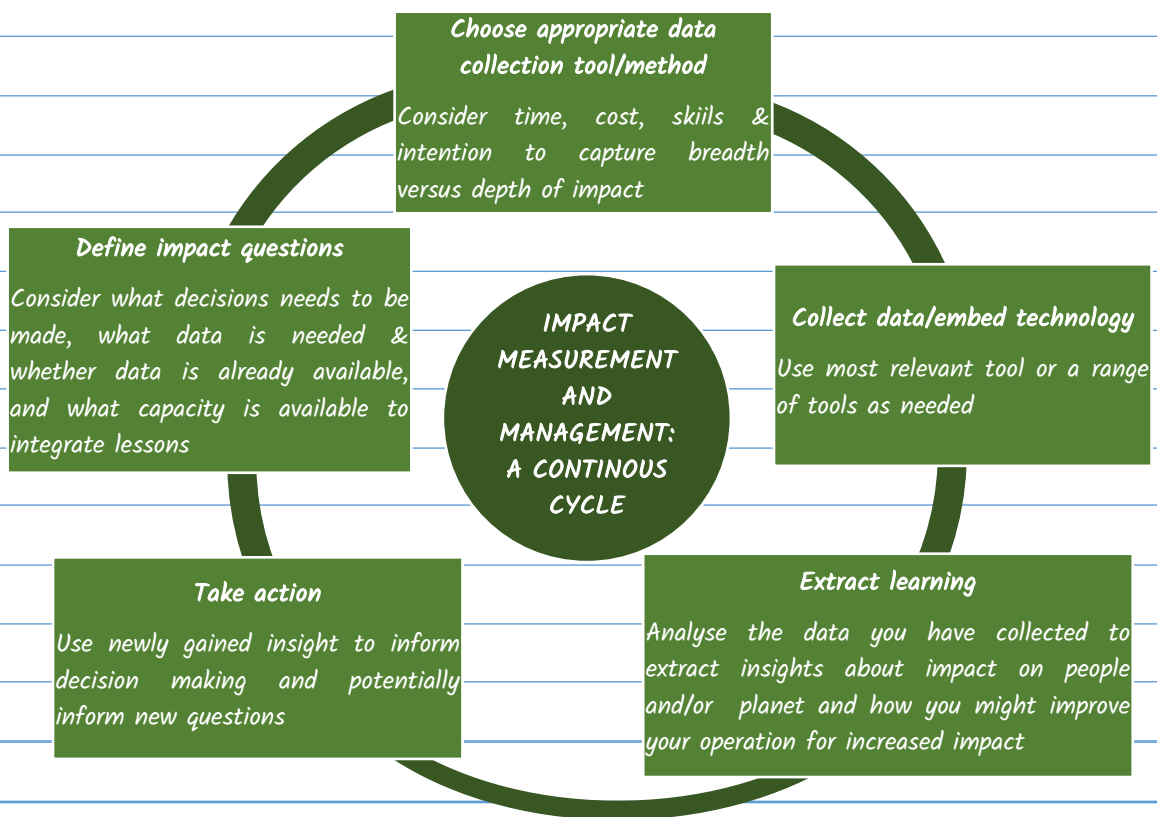 Choose appropriate data
collection tool/method
Consider time, cost, skiils &
intention to capture breadth
versus depth of impact
Define impact questions
Consider what decisions needs to be
made, what data is needed &
whether data is already available,
and what capacity is available to
integrate lessons
IMPACT
MEASUREMENT
AND
MANAGEMENT:
A CONTINOUS
CYCLE
Collect data/embed technology
Use most relevant tool or a range
of tools as needed
Take action
Use newly gained insight to inform
decision making and potentially
inform new questions
Extract learning
Analyse the data you have collected to
extract insights about impact on people
and/or planet and how you might improve
your operation for increased impact